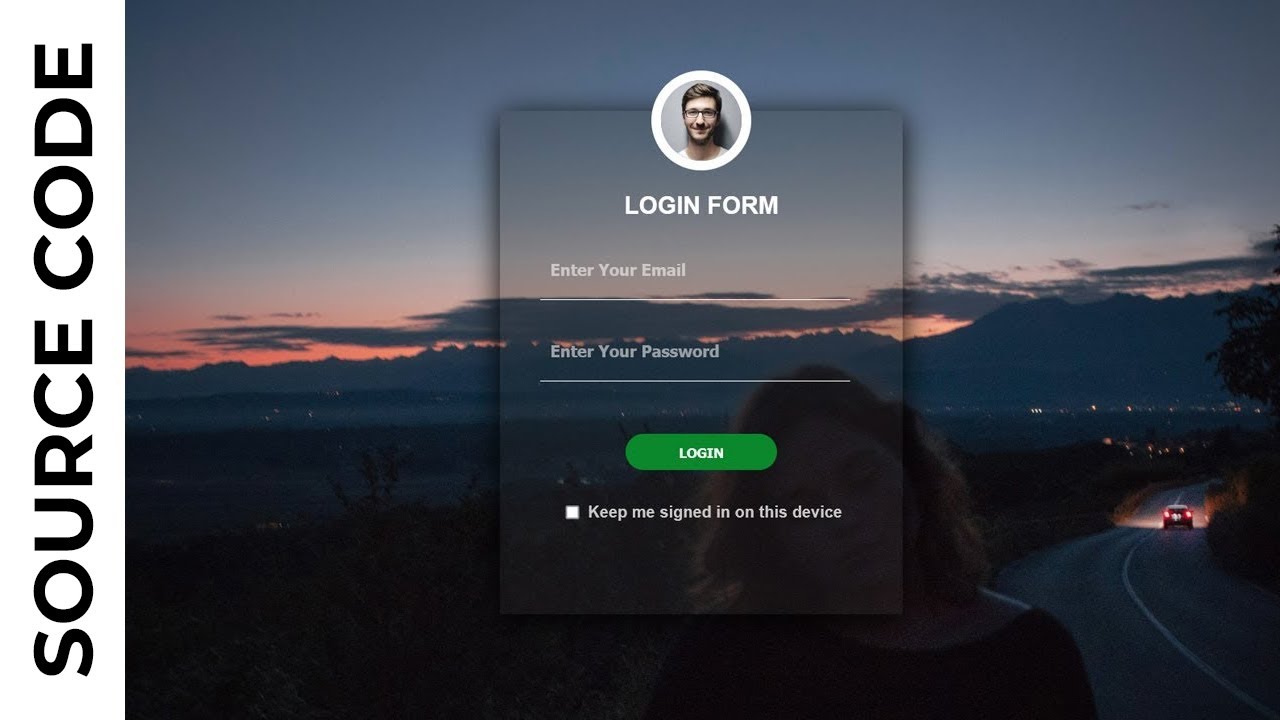 SOURCE CODE
LOGIN FORM
Enter Your Email
Enter Your Password
LOGIN
Keep me signed in on this device